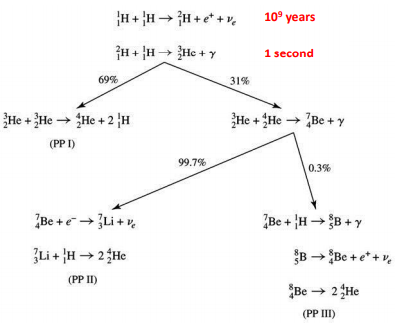 ¹₁H + ¹₁H → ²₁H + e⁺ + νₑ 10⁹ years
²₁H + ¹₁H → ³₂He + γ 1 second
69% 31%
³₂He + ³₂He → ⁴₂He + 2 ¹₁H ³₂He + ⁴₂He → ⁷₄Be + γ
(PP I)
99.7% 0.3%
⁷₄Be + e⁻ → ⁷₃Li + νₑ ⁷₄Be + ¹₁H → ⁸₅B + γ
⁷₃Li + ¹₁H → 2 ⁴₂He ⁸₅B → ⁸₄Be + e⁺ + νₑ
(PP II) ⁸₄Be → 2 ⁴₂He
(PP III)